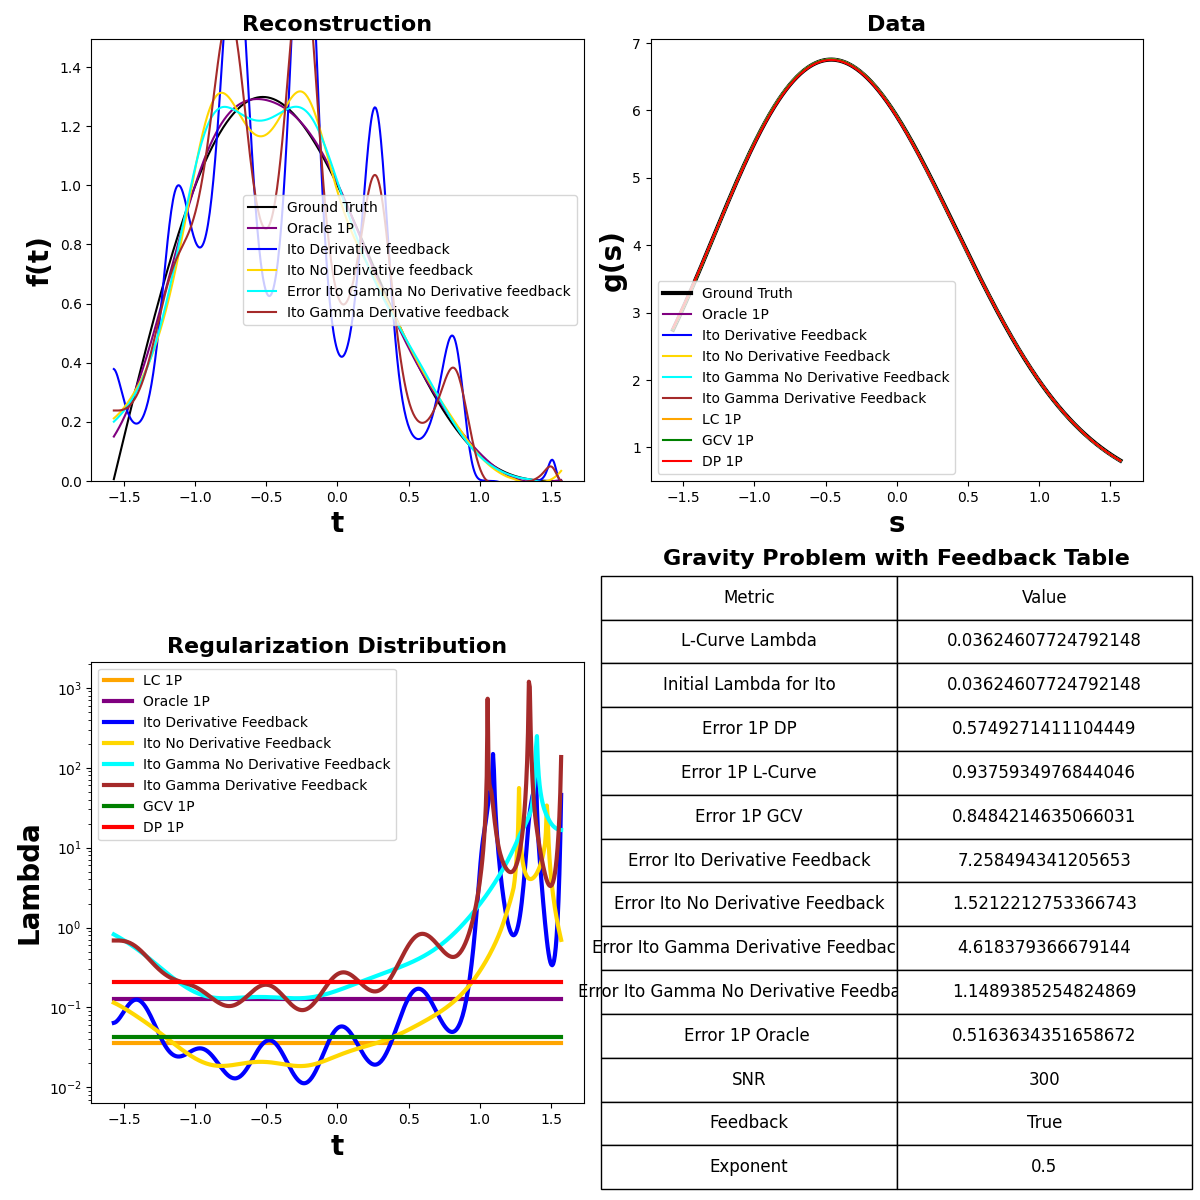 Reconstruction
1.4
1.2
1.0
0.8
0.6
0.4
0.2
0.0
f(t)
−1.5 −1.0 −0.5 0.0 0.5 1.0 1.5
t
Ground Truth
Oracle 1P
Ito Derivative feedback
Ito No Derivative feedback
Error Ito Gamma No Derivative feedback
Ito Gamma Derivative feedback
Data
7
6
5
4
3
2
1
g(s)
−1.5 −1.0 −0.5 0.0 0.5 1.0 1.5
s
Ground Truth
Oracle 1P
Ito Derivative Feedback
Ito No Derivative Feedback
Ito Gamma No Derivative Feedback
Ito Gamma Derivative Feedback
LC 1P
GCV 1P
DP 1P
Regularization Distribution
10³
10²
10¹
10⁰
10⁻¹
10⁻²
Lambda
−1.5 −1.0 −0.5 0.0 0.5 1.0 1.5
t
LC 1P
Oracle 1P
Ito Derivative Feedback
Ito No Derivative Feedback
Ito Gamma No Derivative Feedback
Ito Gamma Derivative Feedback
GCV 1P
DP 1P
Gravity Problem with Feedback Table
Metric Value
L-Curve Lambda 0.03624607724792148
Initial Lambda for Ito 0.03624607724792148
Error 1P DP 0.5749271411104449
Error 1P L-Curve 0.9375934976844046
Error 1P GCV 0.8484214635066031
Error Ito Derivative Feedback 7.258494341205653
Error Ito No Derivative Feedback 1.5212212753366743
Error Ito Gamma Derivative Feedbac 4.618379366679144
Error Ito Gamma No Derivative Feedba 1.1489385254824869
Error 1P Oracle 0.5163634351658672
SNR 300
Feedback True
Exponent 0.5